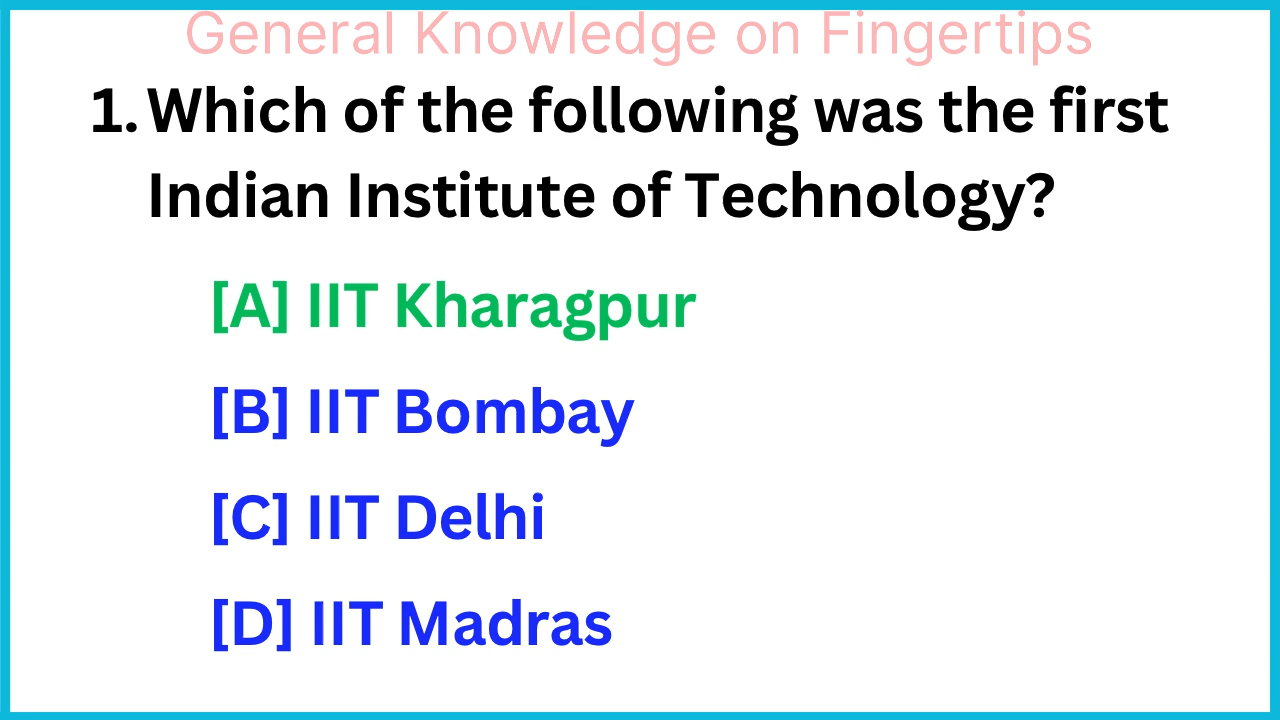 General Knowledge on Fingertips
1. Which of the following was the first
Indian Institute of Technology?
[A] IIT Kharagpur
[B] IIT Bombay
[C] IIT Delhi
[D] IIT Madras